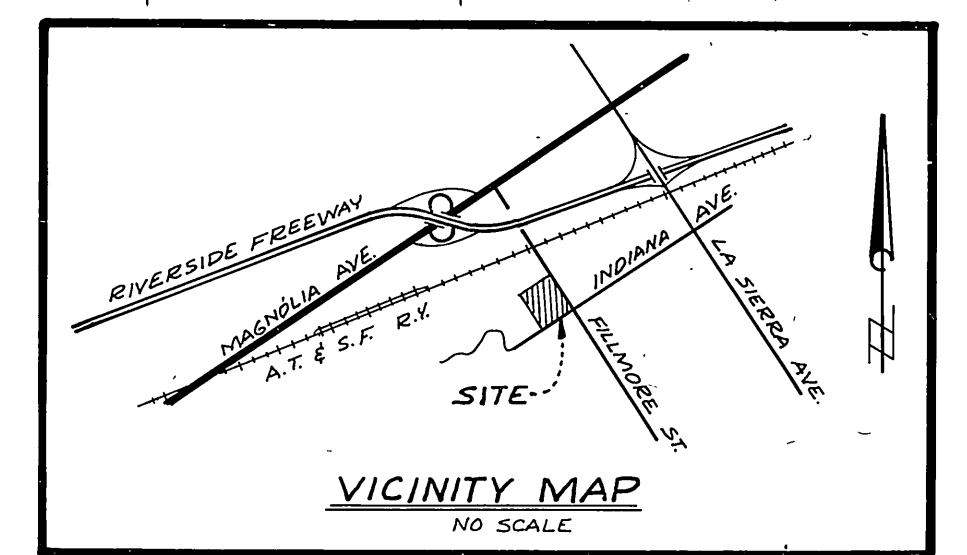 RIVERSIDE FREEWAY
MAGNOLIA AVE.
A.T. & S.F. R.Y.
INDIANA AVE.
LA SIERRA AVE.
FILLMORE ST.
SITE
N
VICINITY MAP
NO SCALE